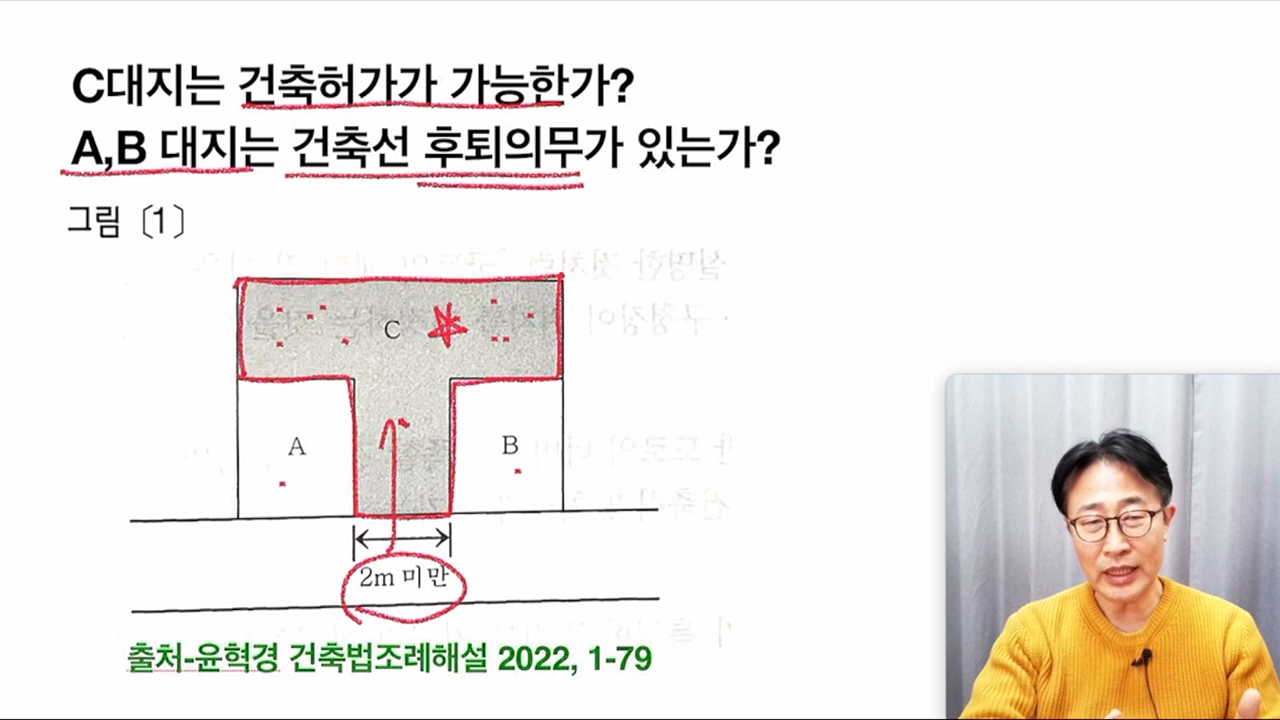 C대지는 건축허가가 가능한가?
A,B 대지는 건축선 후퇴의무가 있는가?
그림 〔1〕
C
A
B
2m 미만
출처-윤혁경 건축법조례해설 2022, 1-79